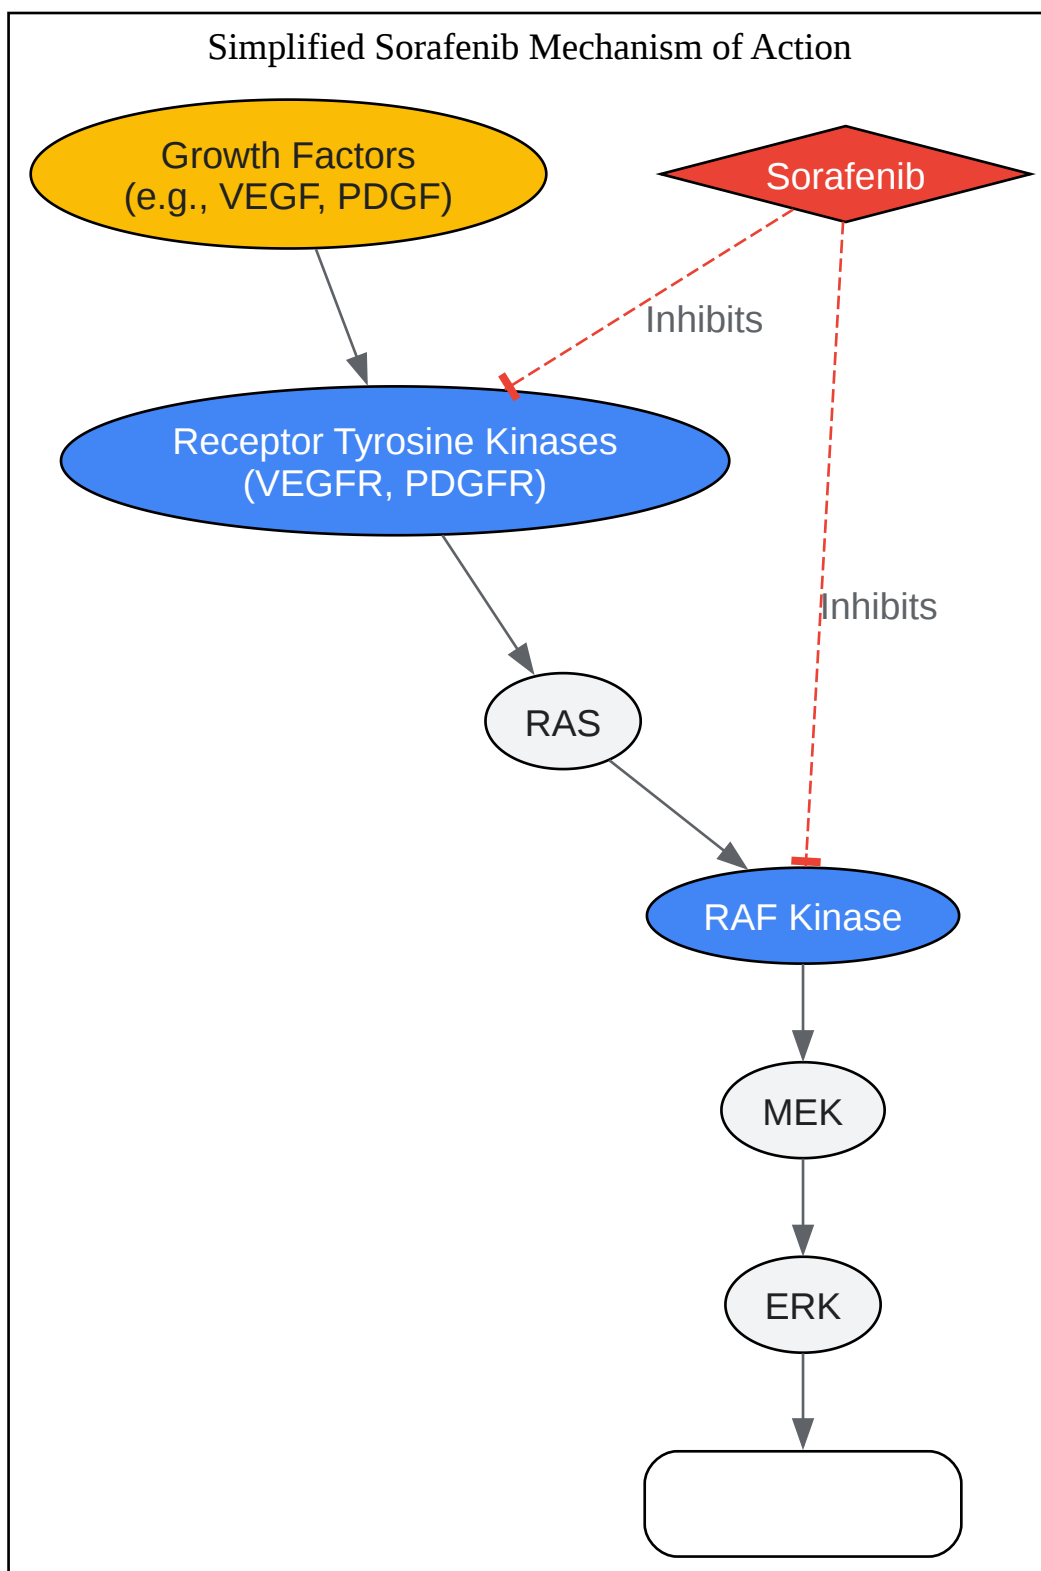 Simplified Sorafenib Mechanism of Action
Growth Factors
(e.g., VEGF, PDGF)
Sorafenib
Inhibits
Receptor Tyrosine Kinases
(VEGFR, PDGFR)
Inhibits
RAS
RAF Kinase
MEK
ERK